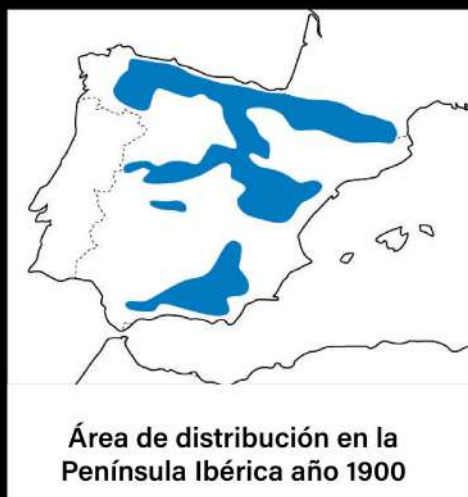 Área de distribución en la
Península Ibérica año 1900